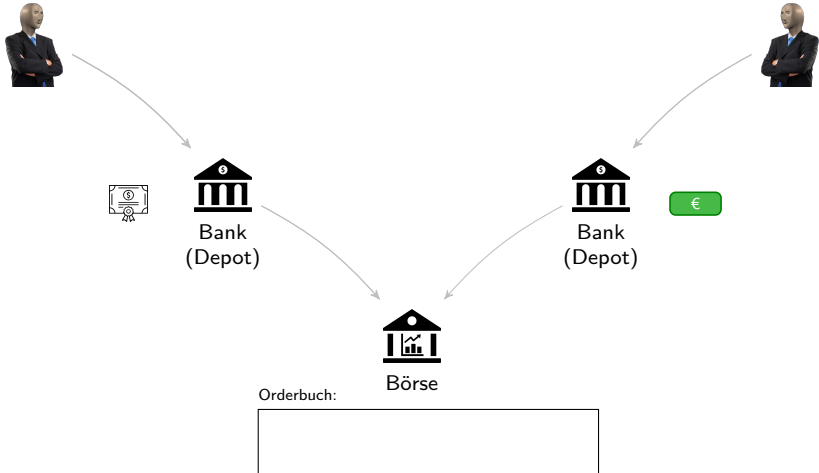 $
$
Bank
(Depot)
$
Bank
(Depot)
€
Börse
Orderbuch: